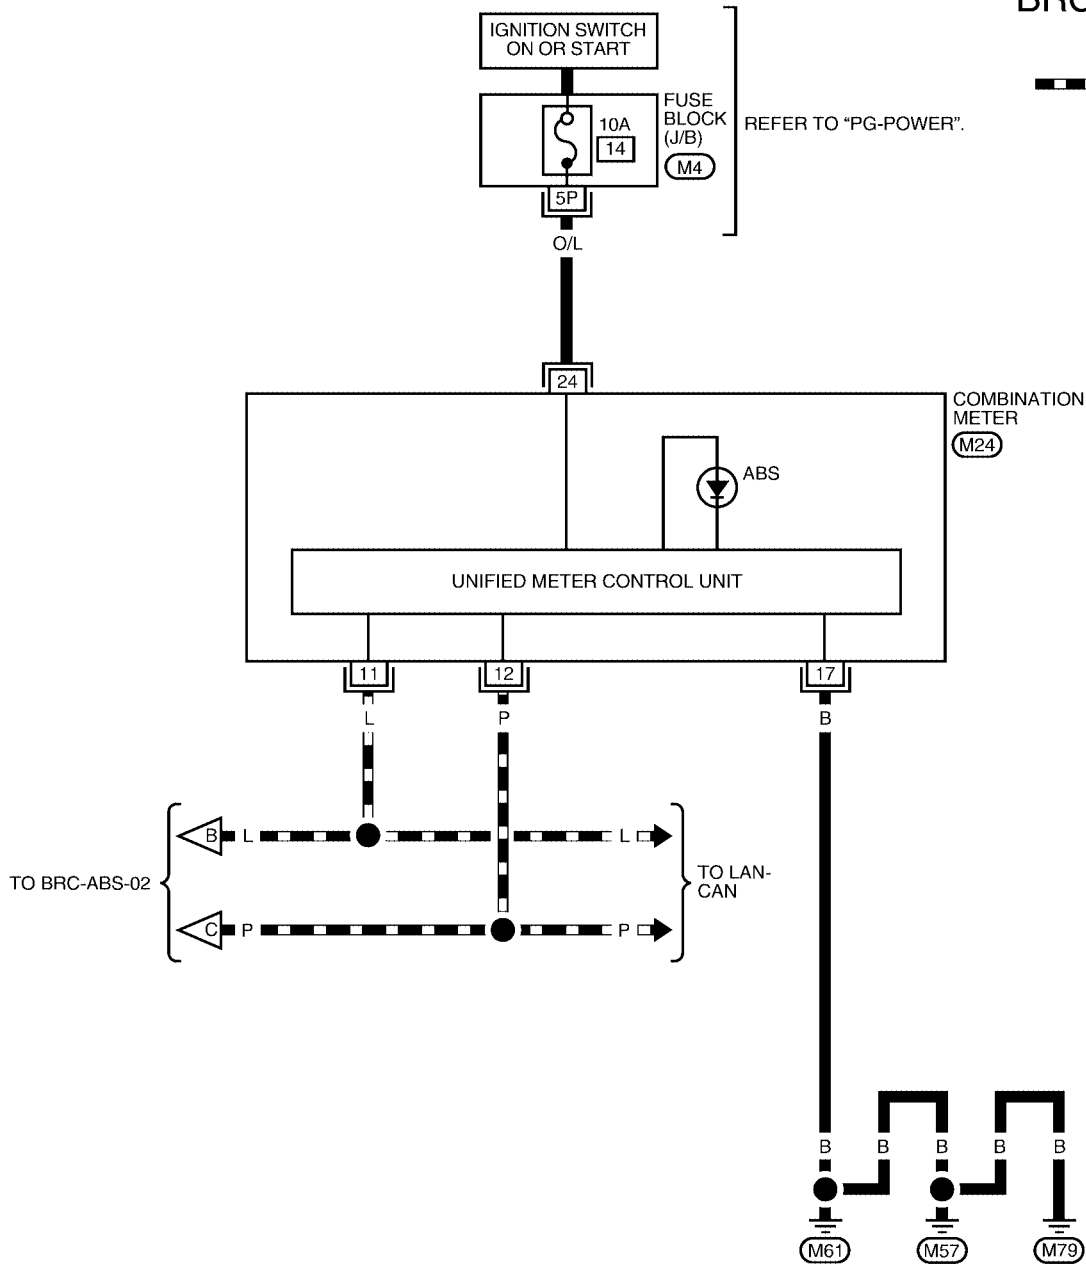 BRC
IGNITION SWITCH
ON OR START
FUSE
BLOCK
(J/B)
M4
10A
14
REFER TO “PG-POWER”.
5P
O/L
24
COMBINATION
METER
M24
ABS
UNIFIED METER CONTROL UNIT
11
12
17
L
P
B
B
L
L
TO BRC-ABS-02
TO LAN-
CAN
C
P
P
B
B
B
B
B
M61
M57
M79